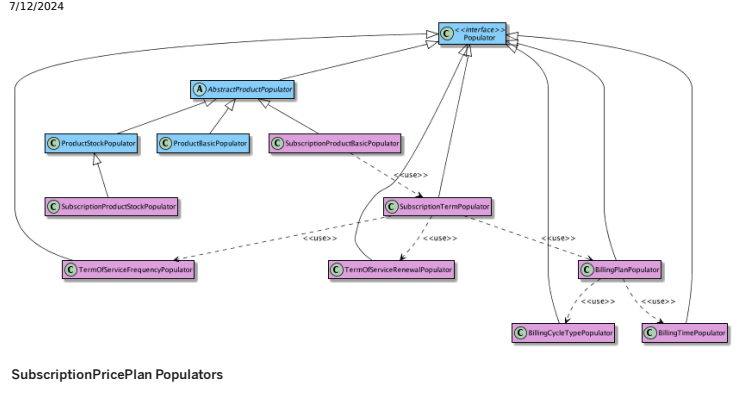 7/12/2024
C <<interface>>
Populator
A AbstractProductPopulator
C ProductStockPopulator
C ProductBasicPopulator
C SubscriptionProductBasicPopulator
<<use>>
C SubscriptionProductStockPopulator
C SubscriptionTermPopulator
<<use>>
<<use>>
<<use>>
C TermOfServiceFrequencyPopulator
C TermOfServiceRenewalPopulator
C BillingPlanPopulator
<<use>>
<<use>>
C BillingCycleTypePopulator
C BillingTimePopulator
SubscriptionPricePlan Populators